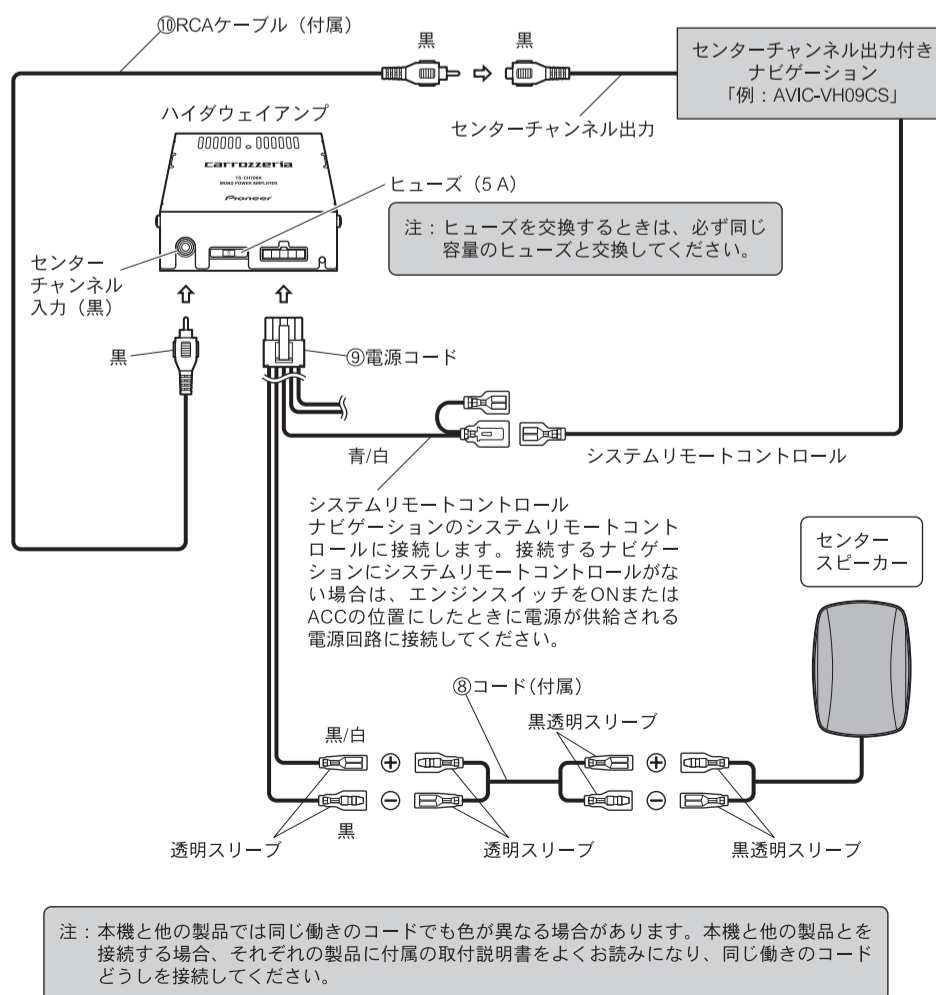 ⑩RCAケーブル（付属）
黒
黒
センターチャンネル出力付き
ナビゲーション
「例：AVIC-VH09CS」
センターチャンネル出力
ハイダウェイアンプ
carrozzeria
TS-CH700A
MONO POWER AMPLIFIER
Pioneer
ヒューズ（5 A）
注：ヒューズを交換するときは、必ず同じ
容量のヒューズと交換してください。
センター
チャンネル
入力（黒）
黒
⑨電源コード
青/白
システムリモートコントロール
システムリモートコントロール
ナビゲーションのシステムリモートコント
ロールに接続します。接続するナビゲー
ションにシステムリモートコントロールがな
い場合は、エンジンスイッチをONまたは
ACCの位置にしたときに電源が供給される
電源回路に接続してください。
センター
スピーカー
⑧コード（付属）
黒透明スリーブ
黒/白
⊕
⊕
⊖
⊖
黒
透明スリーブ
透明スリーブ
黒透明スリーブ
注：本機と他の製品では同じ働きのコードでも色が異なる場合があります。本機と他の製品とを
接続する場合、それぞれの製品に付属の取付説明書をよくお読みになり、同じ働きのコード
どうしを接続してください。